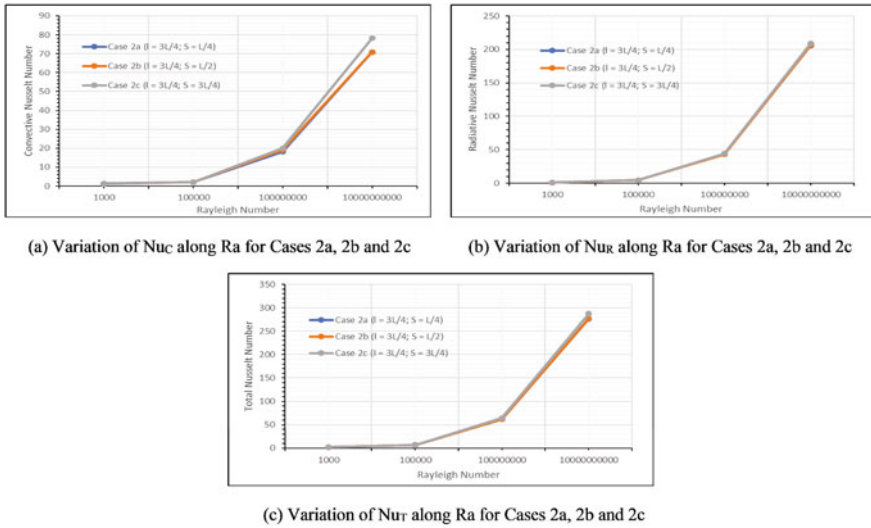 90
80
70
60
50
40
30
20
10
0
Convective Nusselt Number
Case 2a (l = 3L/4; S = L/4)
Case 2b (l = 3L/4; S = L/2)
Case 2c (l = 3L/4; S = 3L/4)
1000 100000 100000000 10000000000
Rayleigh Number
250
200
150
100
50
0
Radiative Nusselt Number
Case 2a (l = 3L/4; S = L/4)
Case 2b (l = 3L/4; S = L/2)
Case 2c (l = 3L/4; S = 3L/4)
1000 100000 100000000 10000000000
Rayleigh Number
(a) Variation of NuC along Ra for Cases 2a, 2b and 2c
(b) Variation of NuR along Ra for Cases 2a, 2b and 2c
350
300
250
200
150
100
50
0
Total Nusselt Number
Case 2a (l = 3L/4; S = L/4)
Case 2b (l = 3L/4; S = L/2)
Case 2c (l = 3L/4; S = 3L/4)
1000 100000 100000000 10000000000
Rayleigh Number
(c) Variation of NuT along Ra for Cases 2a, 2b and 2c